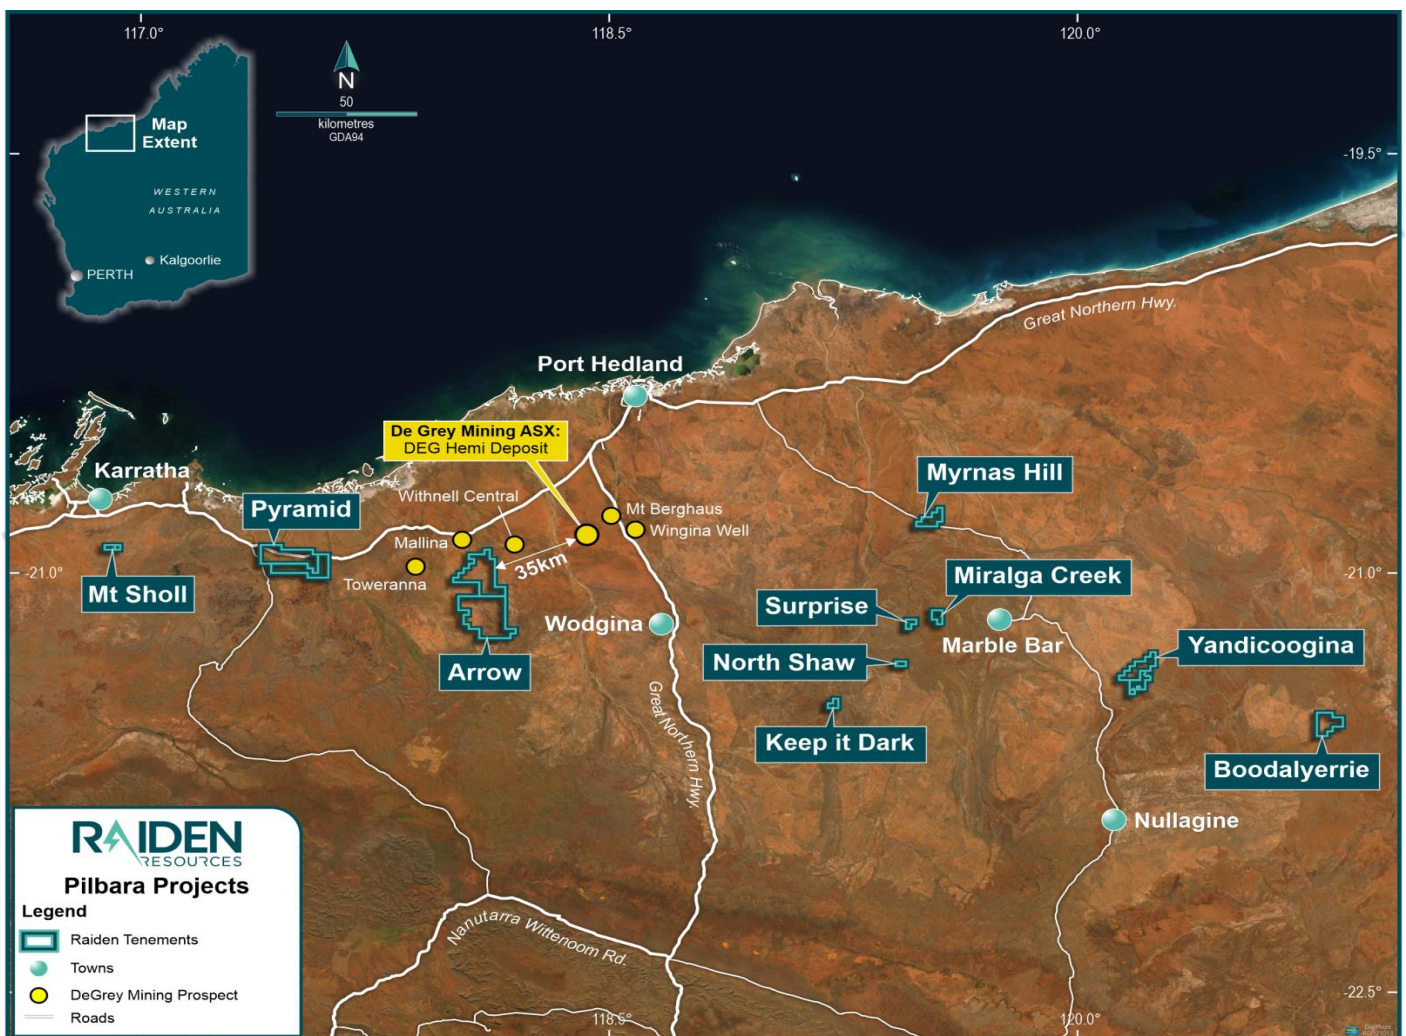 117.0°
118.5°
120.0°
N
50
kilometres
GDA94
Map
Extent
WESTERN
AUSTRALIA
Kalgoorlie
PERTH
-19.5°
Great Northern Hwy.
Port Hedland
De Grey Mining ASX:
DEG Hemi Deposit
Karratha
Withnell Central
Pyramid
Mallina
Toweranna
Mt Berghaus
Wingina Well
35km
Myrnas Hill
-21.0°
-21.0°
Mt Sholl
Miralga Creek
Surprise
Wodgina
Marble Bar
Arrow
North Shaw
Yandicoogina
Keep it Dark
Great Northern Hwy.
Boodalyerrie
Nullagine
Nanutarra Wittenoom Rd.
RAIDEN
RESOURCES
Pilbara Projects
Legend
Raiden Tenements
Towns
DeGrey Mining Prospect
Roads
118.5°
120.0°
-22.5°